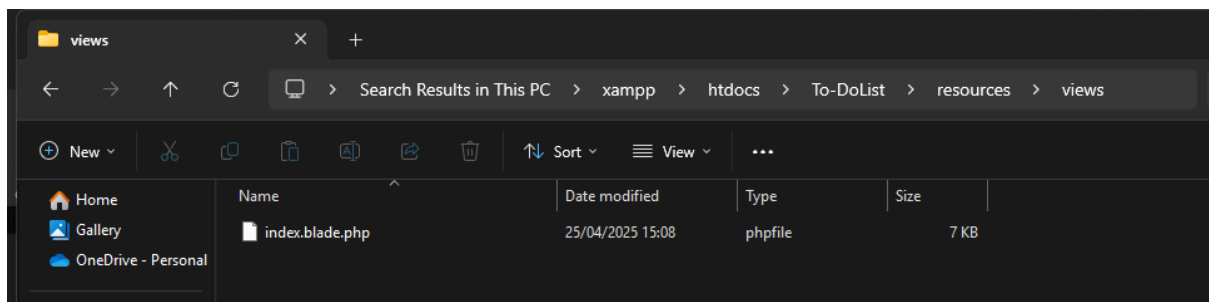 views
Search Results in This PC > xampp > htdocs > To-DoList > resources > views
New Sort View ...
Home
Gallery
OneDrive - Personal
Name Date modified Type Size
index.blade.php 25/04/2025 15:08 phpfile 7 KB